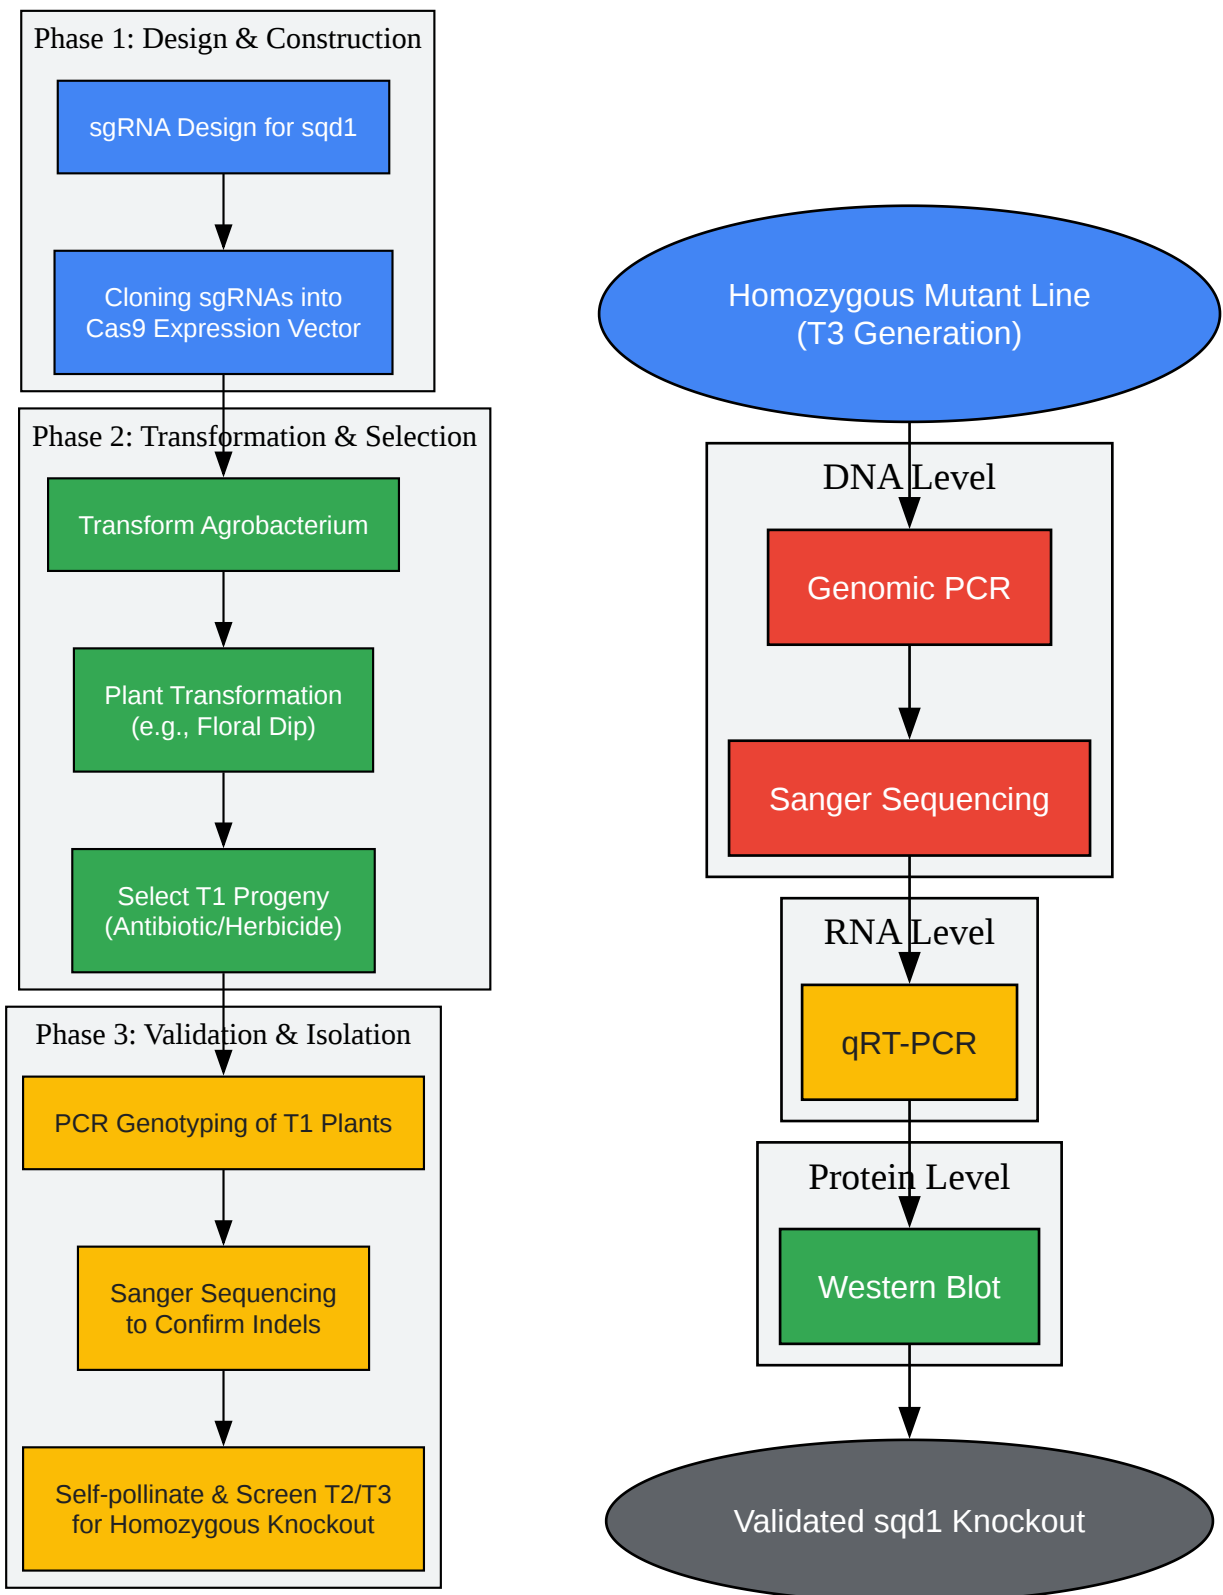 Phase 1: Design & Construction
sgRNA Design for sqd1
Cloning sgRNAs into
Cas9 Expression Vector
Phase 2: Transformation & Selection
Transform Agrobacterium
Plant Transformation
(e.g., Floral Dip)
Select T1 Progeny
(Antibiotic/Herbicide)
Phase 3: Validation & Isolation
PCR Genotyping of T1 Plants
Sanger Sequencing
to Confirm Indels
Self-pollinate & Screen T2/T3
for Homozygous Knockout
Homozygous Mutant Line
(T3 Generation)
DNA Level
Genomic PCR
Sanger Sequencing
RNA Level
qRT-PCR
Protein Level
Western Blot
Validated sqd1 Knockout